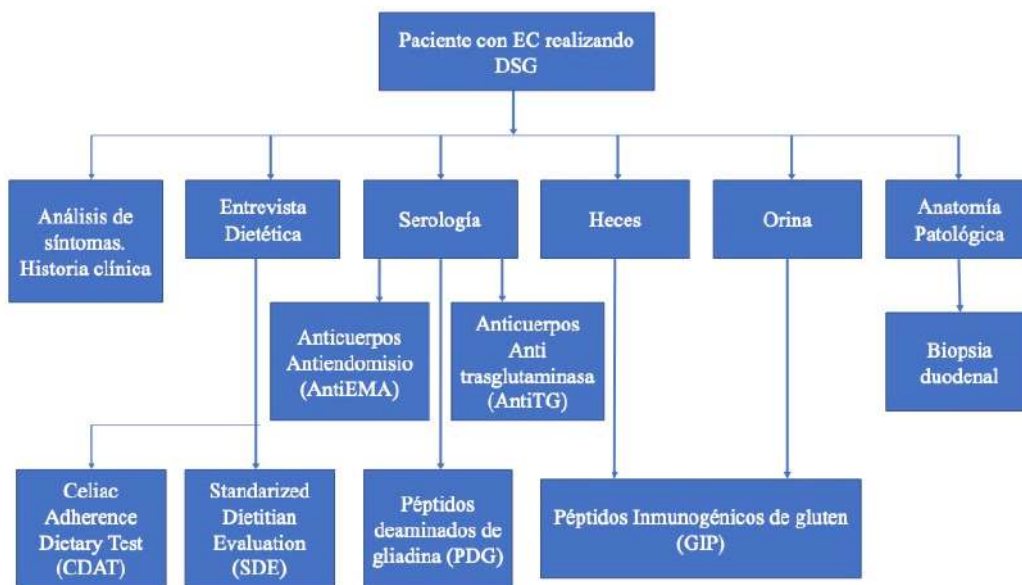 Paciente con EC realizando
DSG
Análisis de
síntomas.
Historia clínica
Entrevista
Dietética
Serología
Heces
Orina
Anatomía
Patológica
Anticuerpos
Antiendomisio
(AntiEMA)
Anticuerpos
Anti
trasglutaminasa
(AntiTG)
Biopsia
duodenal
Celiac
Adherence
Dietary Test
(CDAT)
Standarized
Dietitian
Evaluation
(SDE)
Péptidos
deaminados de
gliadina (PDG)
Péptidos Inmunogénicos de gluten
(GIP)